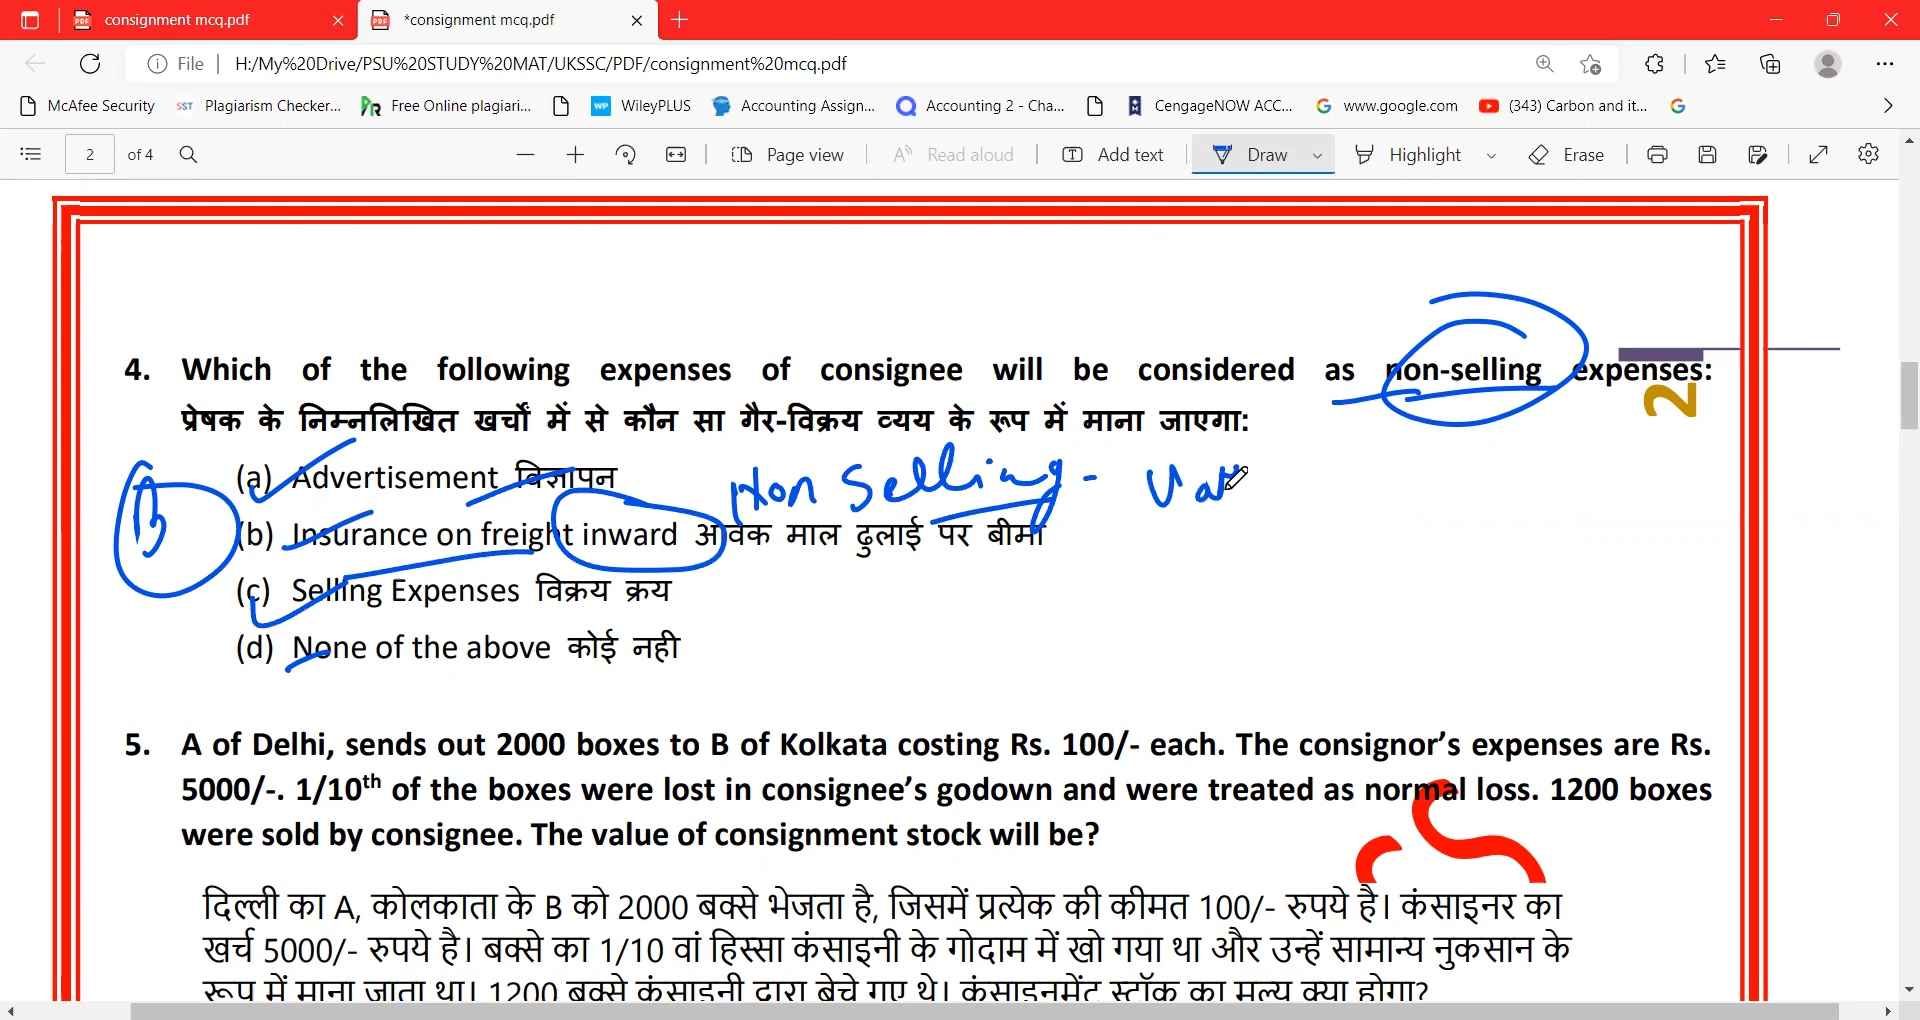 consignment mcq.pdf
*consignment mcq.pdf
File
H:/My%20Drive/PSU%20STUDY%20MAT/UKSSC/PDF/consignment%20mcq.pdf
McAfee Security
SST Plagiarism Checker...
Free Online plagiari...
WP WileyPLUS
Accounting Assign...
Accounting 2 - Cha...
CengageNOW ACC...
www.google.com
(343) Carbon and it...
2 of 4
Page view
Read aloud
Add text
Draw
Highlight
Erase
2
4. Which of the following expenses of consignee will be considered as non-selling expenses:
प्रेषक के निम्नलिखित खर्चों में से कौन सा गैर-विक्रय व्यय के रूप में माना जाएगा:
(a) Advertisement विज्ञापन
Non Selling -
B
(b) Insurance on freight inward आवक माल ढुलाई पर बीमा
(c) Selling Expenses विक्रय क्रय
(d) None of the above कोई नही
5. A of Delhi, sends out 2000 boxes to B of Kolkata costing Rs. 100/- each. The consignor’s expenses are Rs.
5000/-. 1/10th of the boxes were lost in consignee’s godown and were treated as normal loss. 1200 boxes
were sold by consignee. The value of consignment stock will be?
दिल्ली का A, कोलकाता के B को 2000 बक्से भेजता है, जिसमें प्रत्येक की कीमत 100/- रुपये है। कंसाइनर का
खर्च 5000/- रुपये है। बक्से का 1/10 वां हिस्सा कंसाइनी के गोदाम में खो गया था और उन्हें सामान्य नुकसान के
रूप में माना जाता था। 1200 बक्से कंसाइनी द्वारा बेचे गए थे। कंसाइनमेंट स्टॉक का मूल्य क्या होगा?